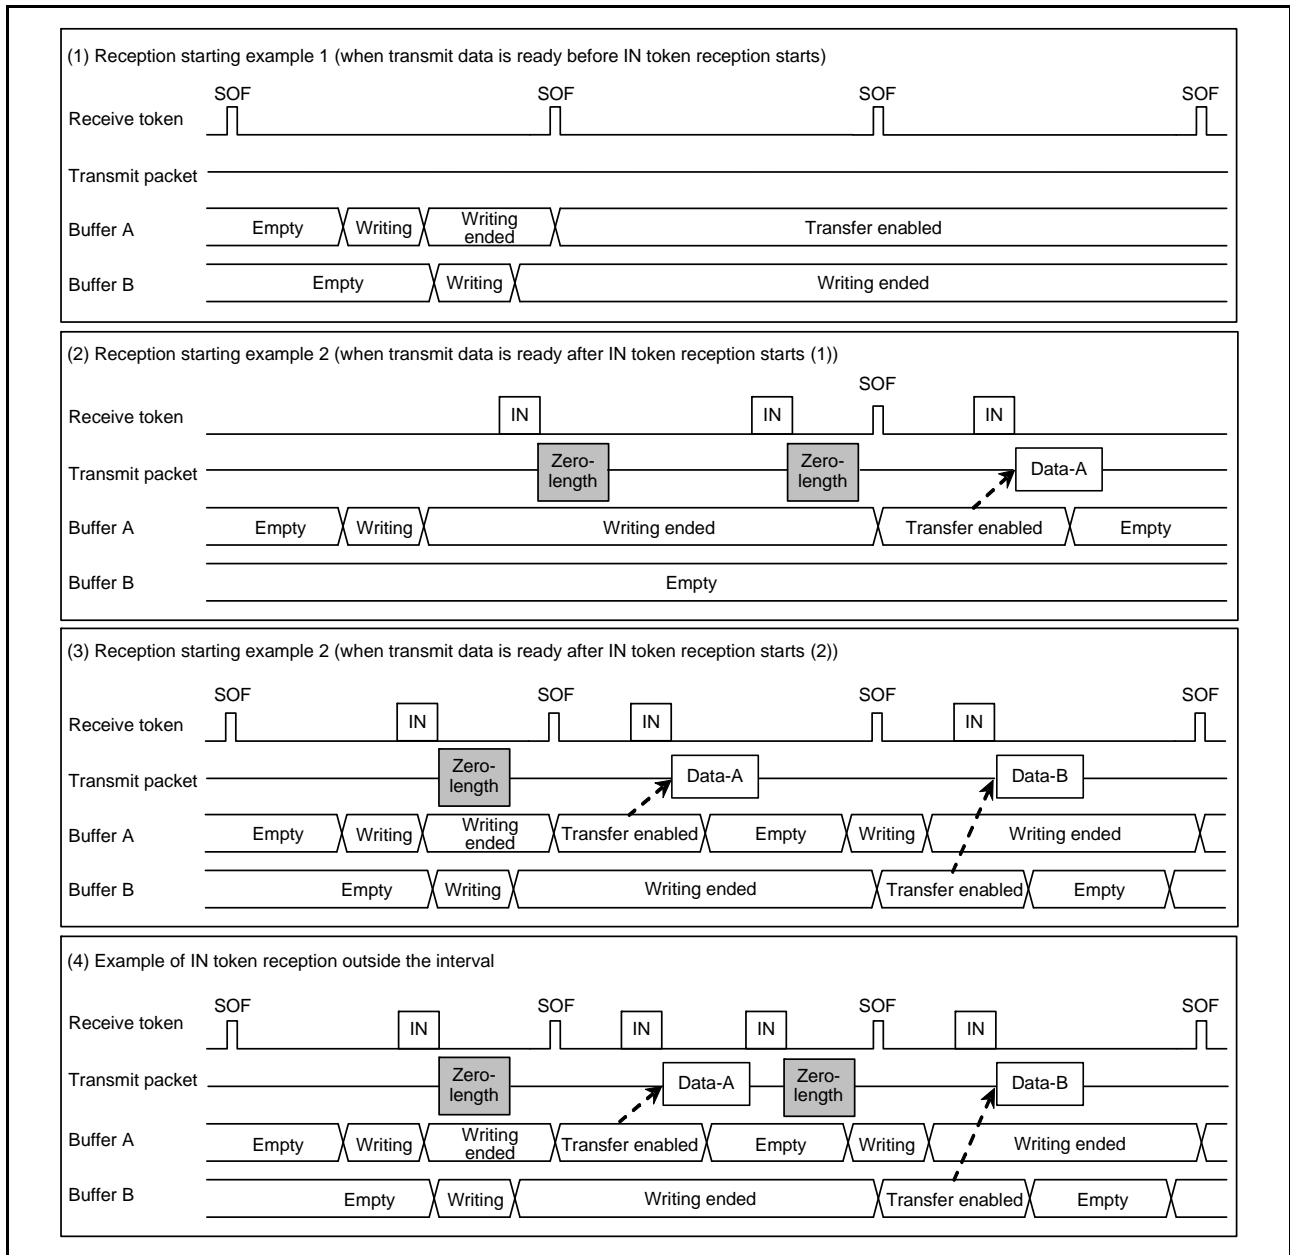 (1) Reception starting example 1 (when transmit data is ready before IN token reception starts)
SOF SOF SOF SOF
Receive token
Transmit packet
Buffer A Empty Writing Writing ended Transfer enabled
Buffer B Empty Writing Writing ended
(2) Reception starting example 2 (when transmit data is ready after IN token reception starts (1))
SOF
Receive token IN IN IN
Transmit packet Zero-length Zero-length Data-A
Buffer A Empty Writing Writing ended Transfer enabled Empty
Buffer B Empty
(3) Reception starting example 2 (when transmit data is ready after IN token reception starts (2))
SOF SOF SOF SOF
Receive token IN IN IN
Transmit packet Zero-length Data-A Data-B
Buffer A Empty Writing Writing ended Transfer enabled Empty Writing Writing ended
Buffer B Empty Writing Writing ended Transfer enabled Empty
(4) Example of IN token reception outside the interval
SOF SOF SOF SOF
Receive token IN IN IN IN
Transmit packet Zero-length Data-A Zero-length Data-B
Buffer A Empty Writing Writing ended Transfer enabled Empty Writing Writing ended
Buffer B Empty Writing Writing ended Transfer enabled Empty